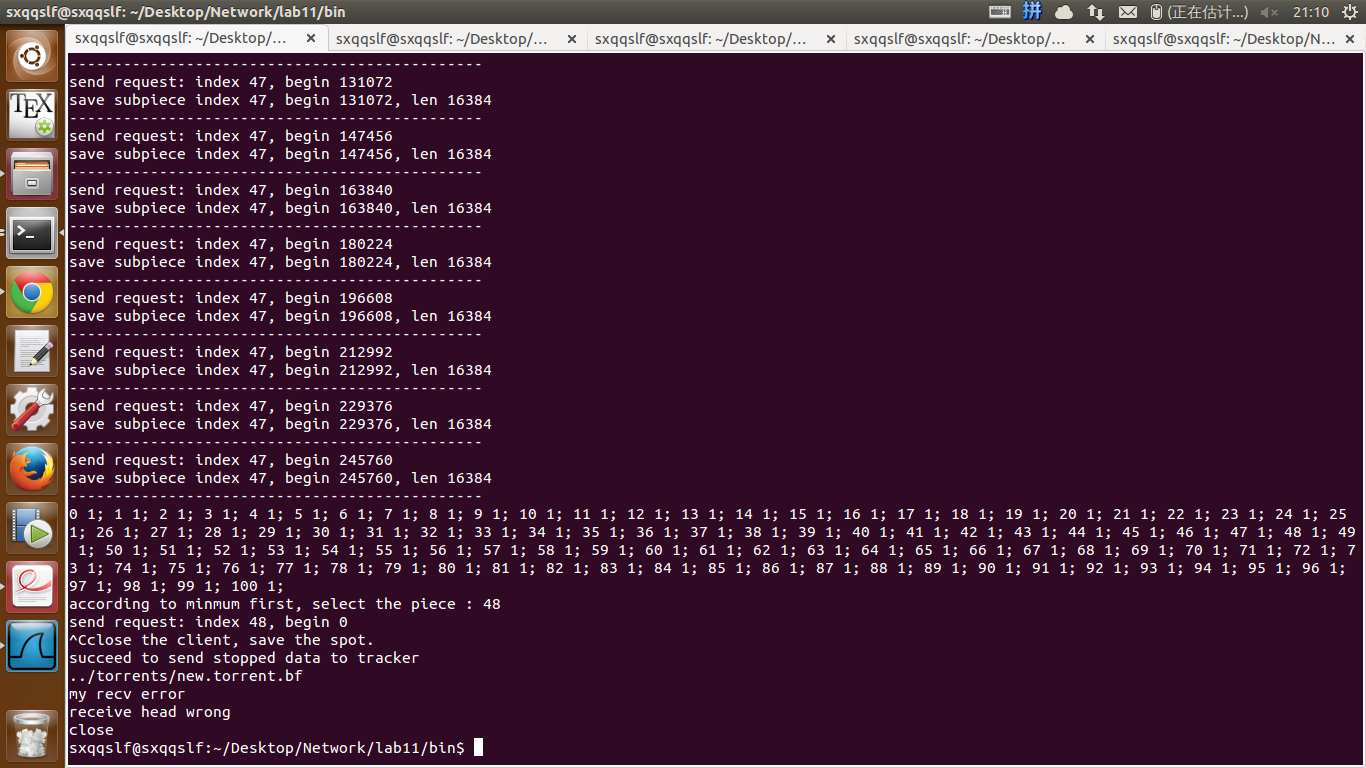 sxqqslf@sxqqslf: ~/Desktop/Network/lab11/bin
拼
(正在估计...)
21:10
sxqqslf@sxqqslf: ~/Desktop/...
sxqqslf@sxqqslf: ~/Desktop/...
sxqqslf@sxqqslf: ~/Desktop/...
sxqqslf@sxqqslf: ~/Desktop/...
sxqqslf@sxqqslf: ~/Desktop/N...
TEX
----------------------------------------------
send request: index 47, begin 131072
save subpiece index 47, begin 131072, len 16384
----------------------------------------------
send request: index 47, begin 147456
save subpiece index 47, begin 147456, len 16384
----------------------------------------------
send request: index 47, begin 163840
save subpiece index 47, begin 163840, len 16384
----------------------------------------------
send request: index 47, begin 180224
save subpiece index 47, begin 180224, len 16384
----------------------------------------------
send request: index 47, begin 196608
save subpiece index 47, begin 196608, len 16384
----------------------------------------------
send request: index 47, begin 212992
save subpiece index 47, begin 212992, len 16384
----------------------------------------------
send request: index 47, begin 229376
save subpiece index 47, begin 229376, len 16384
----------------------------------------------
send request: index 47, begin 245760
save subpiece index 47, begin 245760, len 16384
----------------------------------------------
0 1; 1 1; 2 1; 3 1; 4 1; 5 1; 6 1; 7 1; 8 1; 9 1; 10 1; 11 1; 12 1; 13 1; 14 1; 15 1; 16 1; 17 1; 18 1; 19 1; 20 1; 21 1; 22 1; 23 1; 24 1; 25
1; 26 1; 27 1; 28 1; 29 1; 30 1; 31 1; 32 1; 33 1; 34 1; 35 1; 36 1; 37 1; 38 1; 39 1; 40 1; 41 1; 42 1; 43 1; 44 1; 45 1; 46 1; 47 1; 48 1; 49
1; 50 1; 51 1; 52 1; 53 1; 54 1; 55 1; 56 1; 57 1; 58 1; 59 1; 60 1; 61 1; 62 1; 63 1; 64 1; 65 1; 66 1; 67 1; 68 1; 69 1; 70 1; 71 1; 72 1; 7
3 1; 74 1; 75 1; 76 1; 77 1; 78 1; 79 1; 80 1; 81 1; 82 1; 83 1; 84 1; 85 1; 86 1; 87 1; 88 1; 89 1; 90 1; 91 1; 92 1; 93 1; 94 1; 95 1; 96 1;
97 1; 98 1; 99 1; 100 1;
according to minmum first, select the piece : 48
send request: index 48, begin 0
^Cclose the client, save the spot.
succeed to send stopped data to tracker
../torrents/new.torrent.bf
my recv error
receive head wrong
close
sxqqslf@sxqqslf:~/Desktop/Network/lab11/bin$